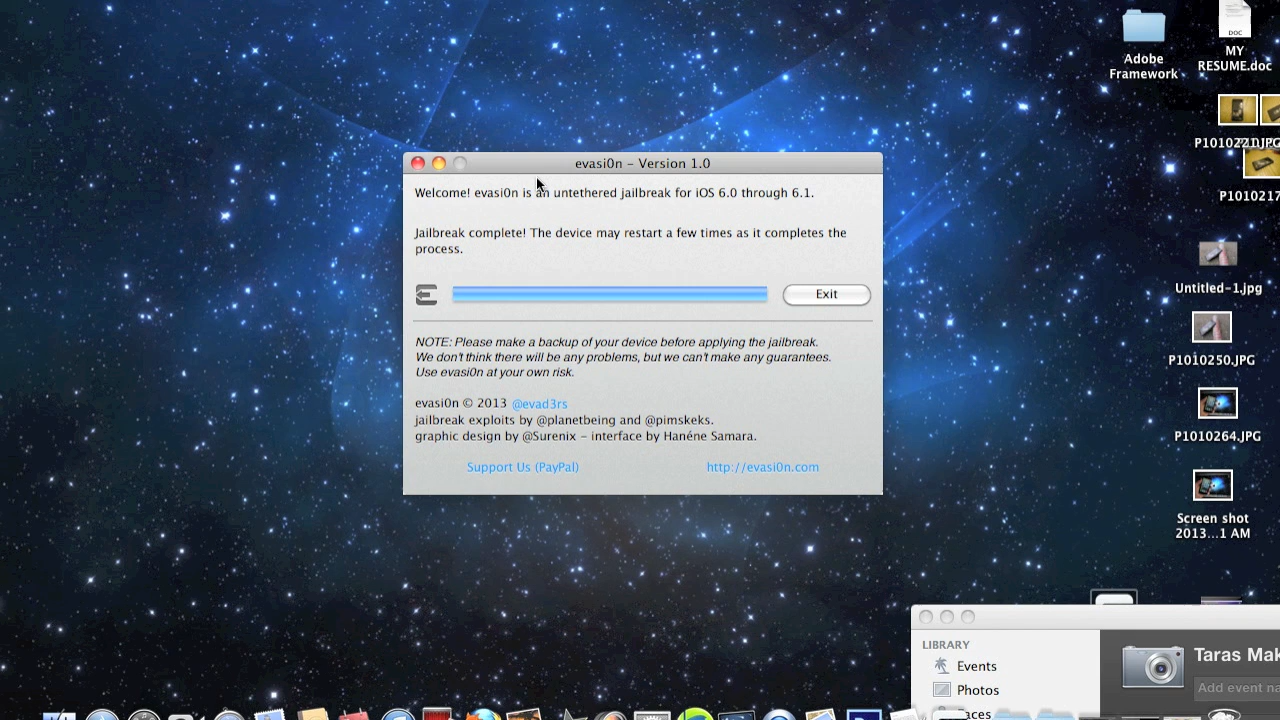 Adobe
Framework
DOC
MY
RESUME.doc
P1010217
Untitled-1.jpg
P1010250.JPG
P1010264.JPG
Screen shot
2013...1 AM
evasi0n – Version 1.0
Welcome! evasi0n is an untethered jailbreak for iOS 6.0 through 6.1.
Jailbreak complete! The device may restart a few times as it completes the
process.
Exit
NOTE: Please make a backup of your device before applying the jailbreak.
We don't think there will be any problems, but we can't make any guarantees.
Use evasi0n at your own risk.
evasi0n © 2013 @evad3rs
jailbreak exploits by @planetbeing and @pimskeks.
graphic design by @Surenix – interface by Hanéne Samara.
Support Us (PayPal) http://evasi0n.com
LIBRARY
Events
Photos
Taras Mak
Add event na